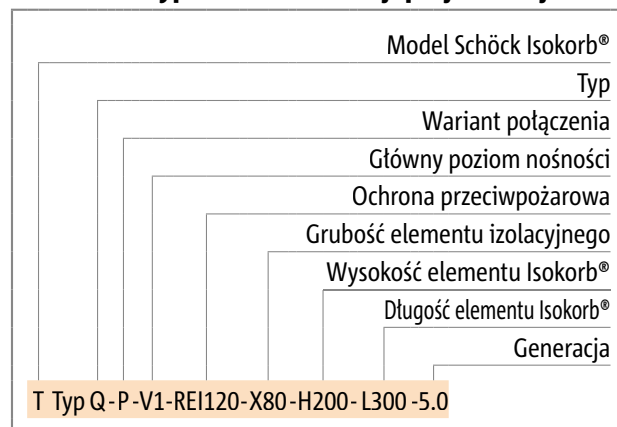 Model Schöck Isokorb®
Typ
Wariant połączenia
Główny poziom nośności
Ochrona przeciwpożarowa
Grubość elementu izolacyjnego
Wysokość elementu Isokorb®
Długość elementu Isokorb®
Generacja
T Typ Q-P-V1-REI120-X80-H200-L300-5.0